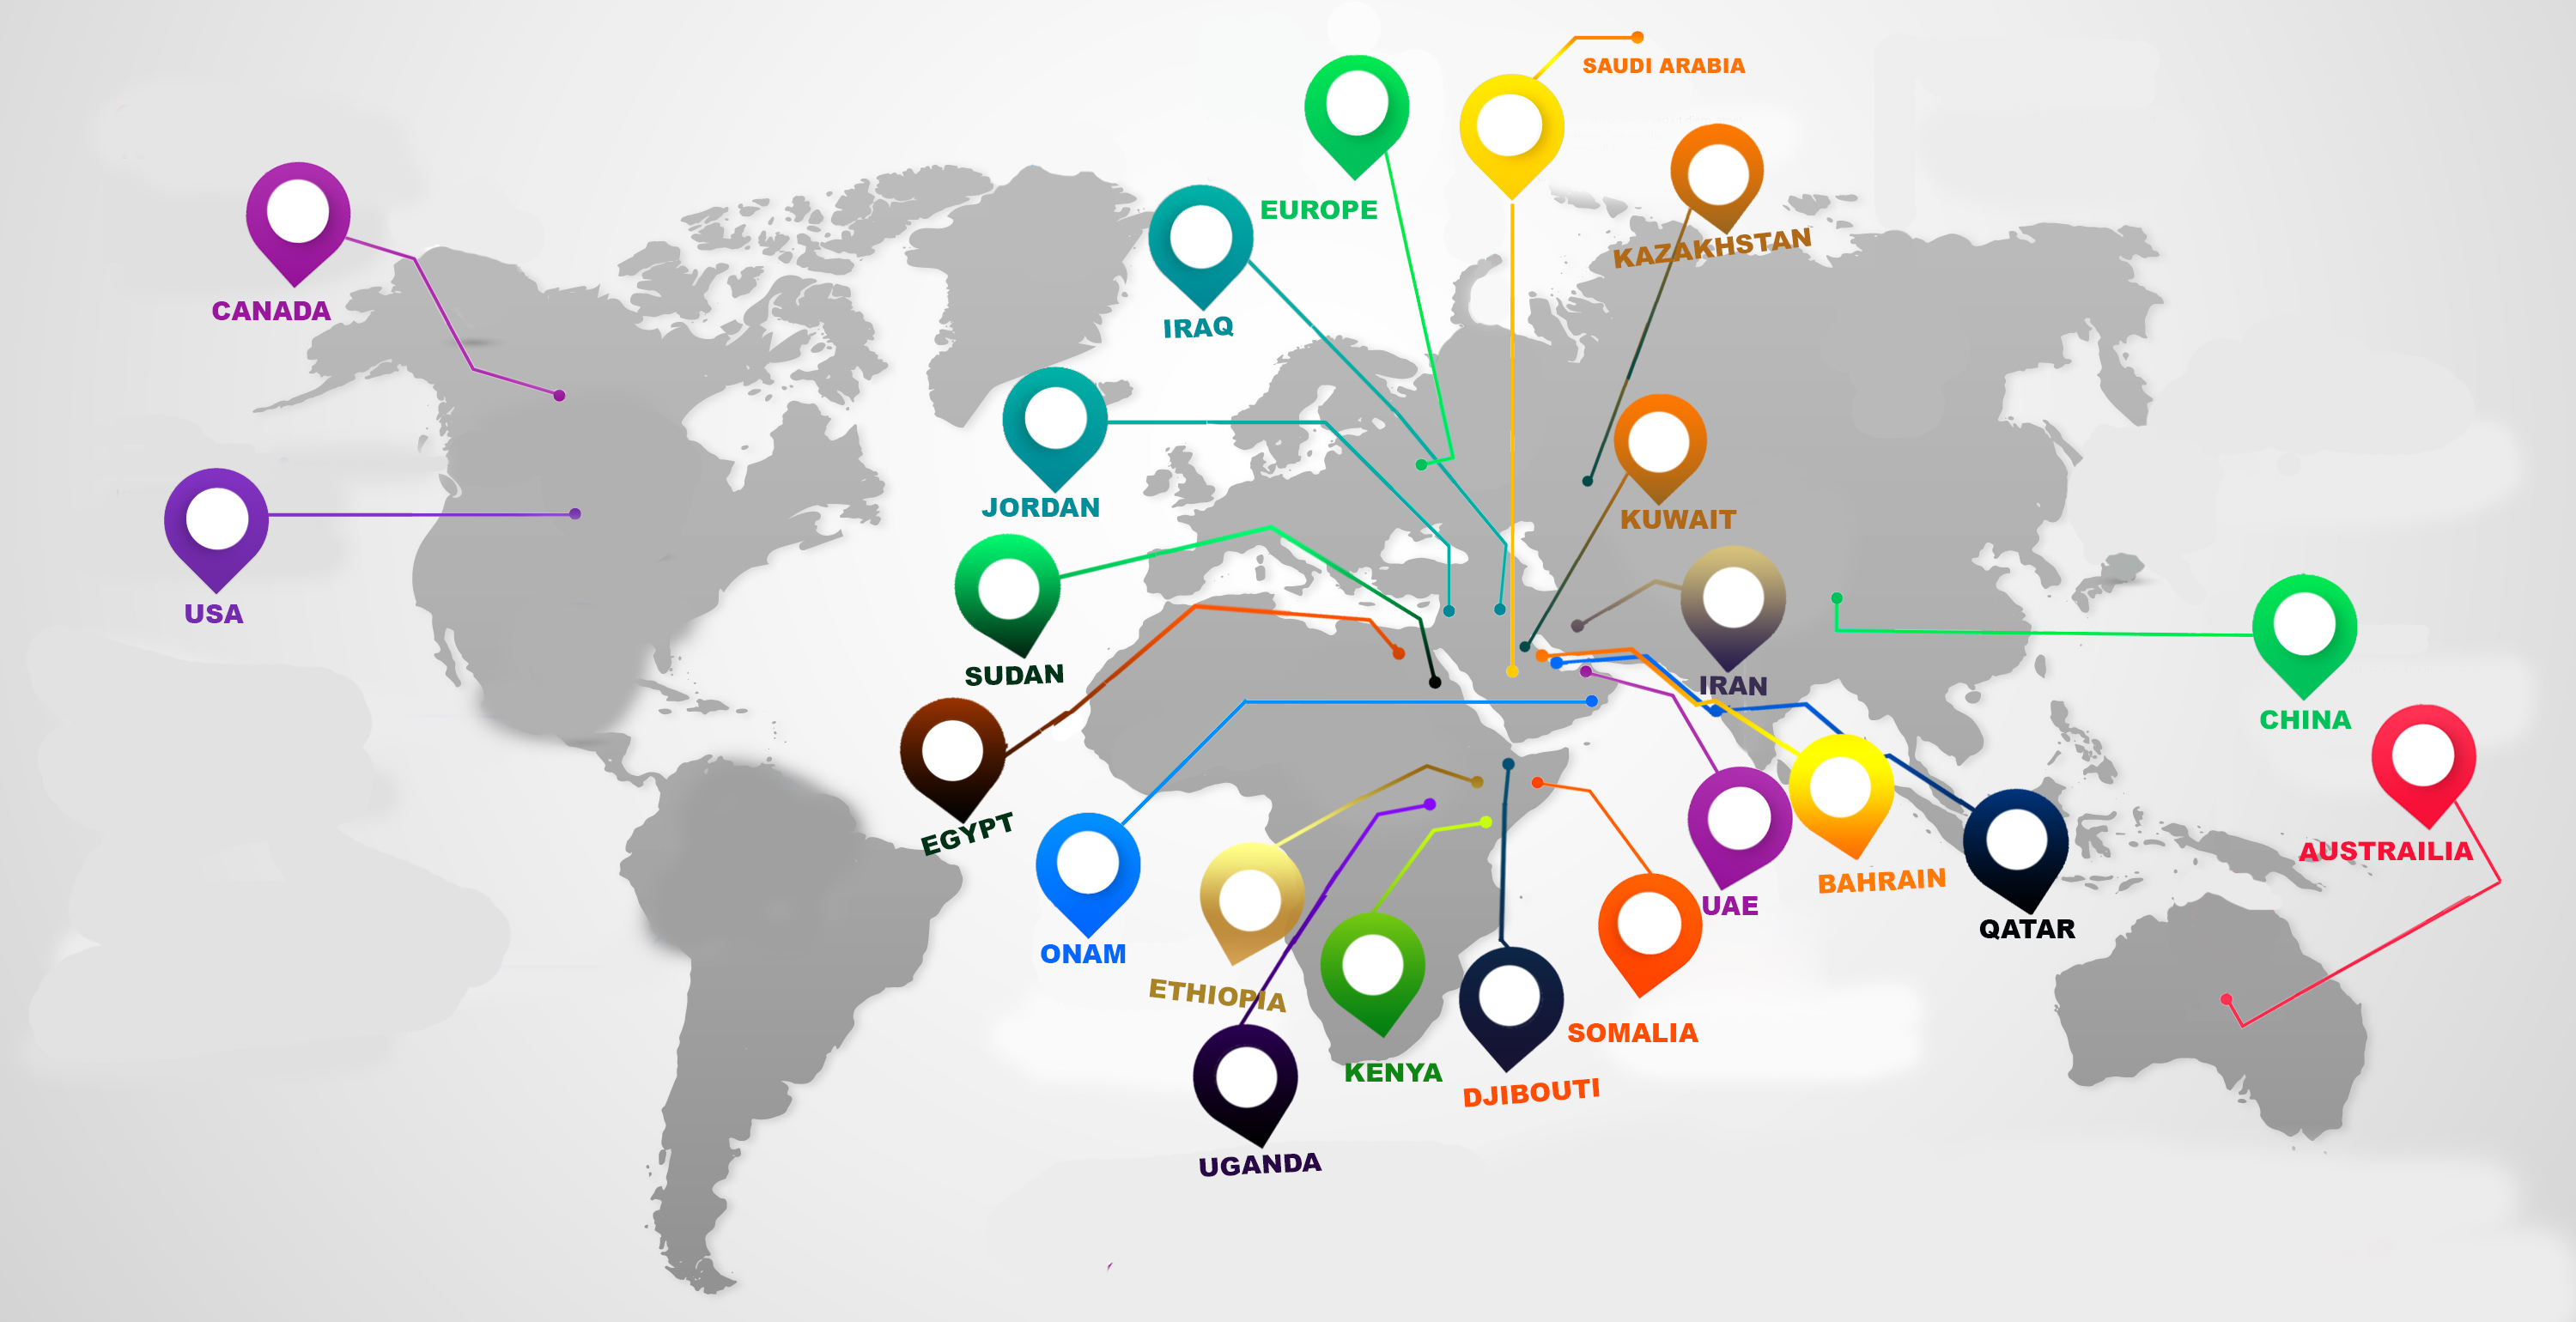 SAUDI ARABIA
EUROPE
KAZAKHSTAN
CANADA
IRAQ
JORDAN
KUWAIT
USA
SUDAN
IRAN
CHINA
EGYPT
AUSTRAILIA
BAHRAIN
UAE
QATAR
ONAM
ETHIOPIA
SOMALIA
KENYA
DJIBOUTI
UGANDA